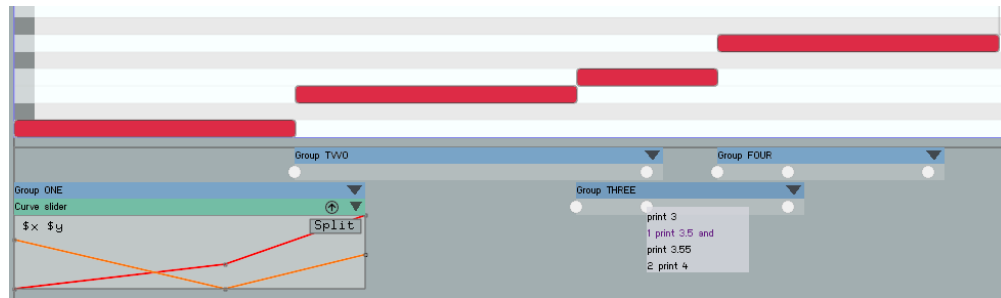 Group TWO
Group FOUR
Group ONE
Group THREE
Curve slider
$x $y
Split
print 3
1 print 3.5 and
print 3.55
2 print 4